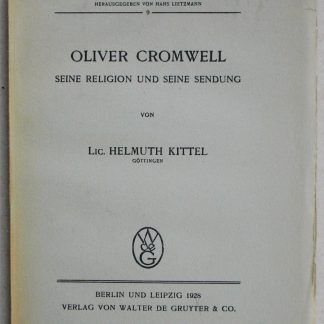 HERAUSGEGEBEN VON HANS LIETZMANN
9
OLIVER CROMWELL
SEINE RELIGION UND SEINE SENDUNG
VON
LIC. HELMUTH KITTEL
GÖTTINGEN
W de G
BERLIN UND LEIPZIG 1928
VERLAG VON WALTER DE GRUYTER & CO.